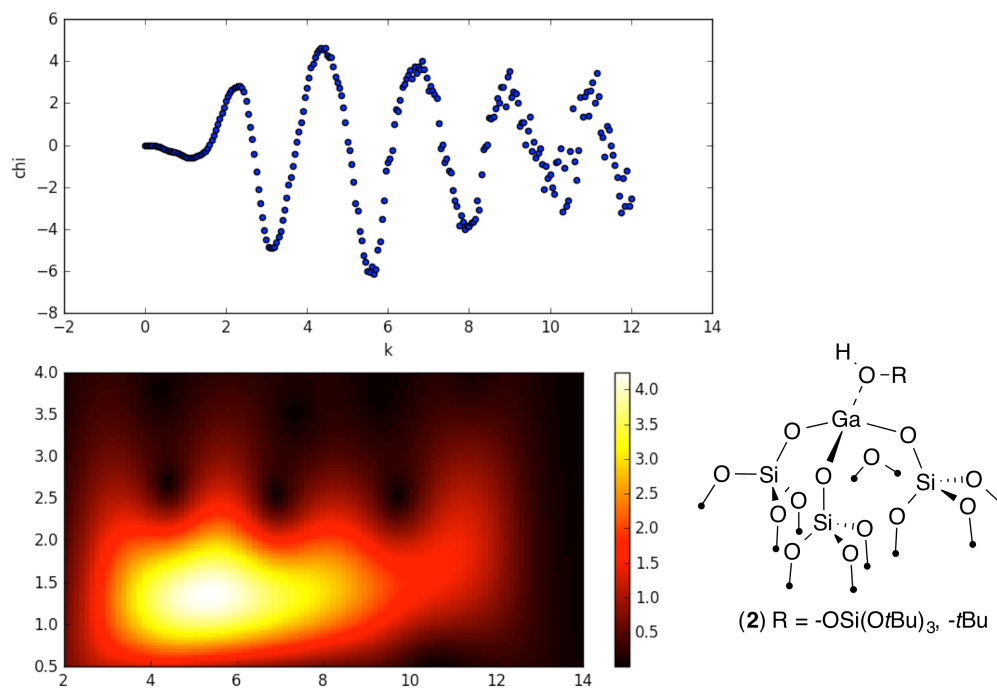 6
4
2
0
−2
−4
−6
−8
chi
−2 0 2 4 6 8 10 12 14
k
4.0
3.5
3.0
2.5
2.0
1.5
1.0
0.5
2 4 6 8 10 12 14
4.0
3.5
3.0
2.5
2.0
1.5
1.0
0.5
H
O–R
Ga
O O
O O
O Si O Si O
O Si O O O
O O O
(2) R = -OSi(OtBu)3, -tBu